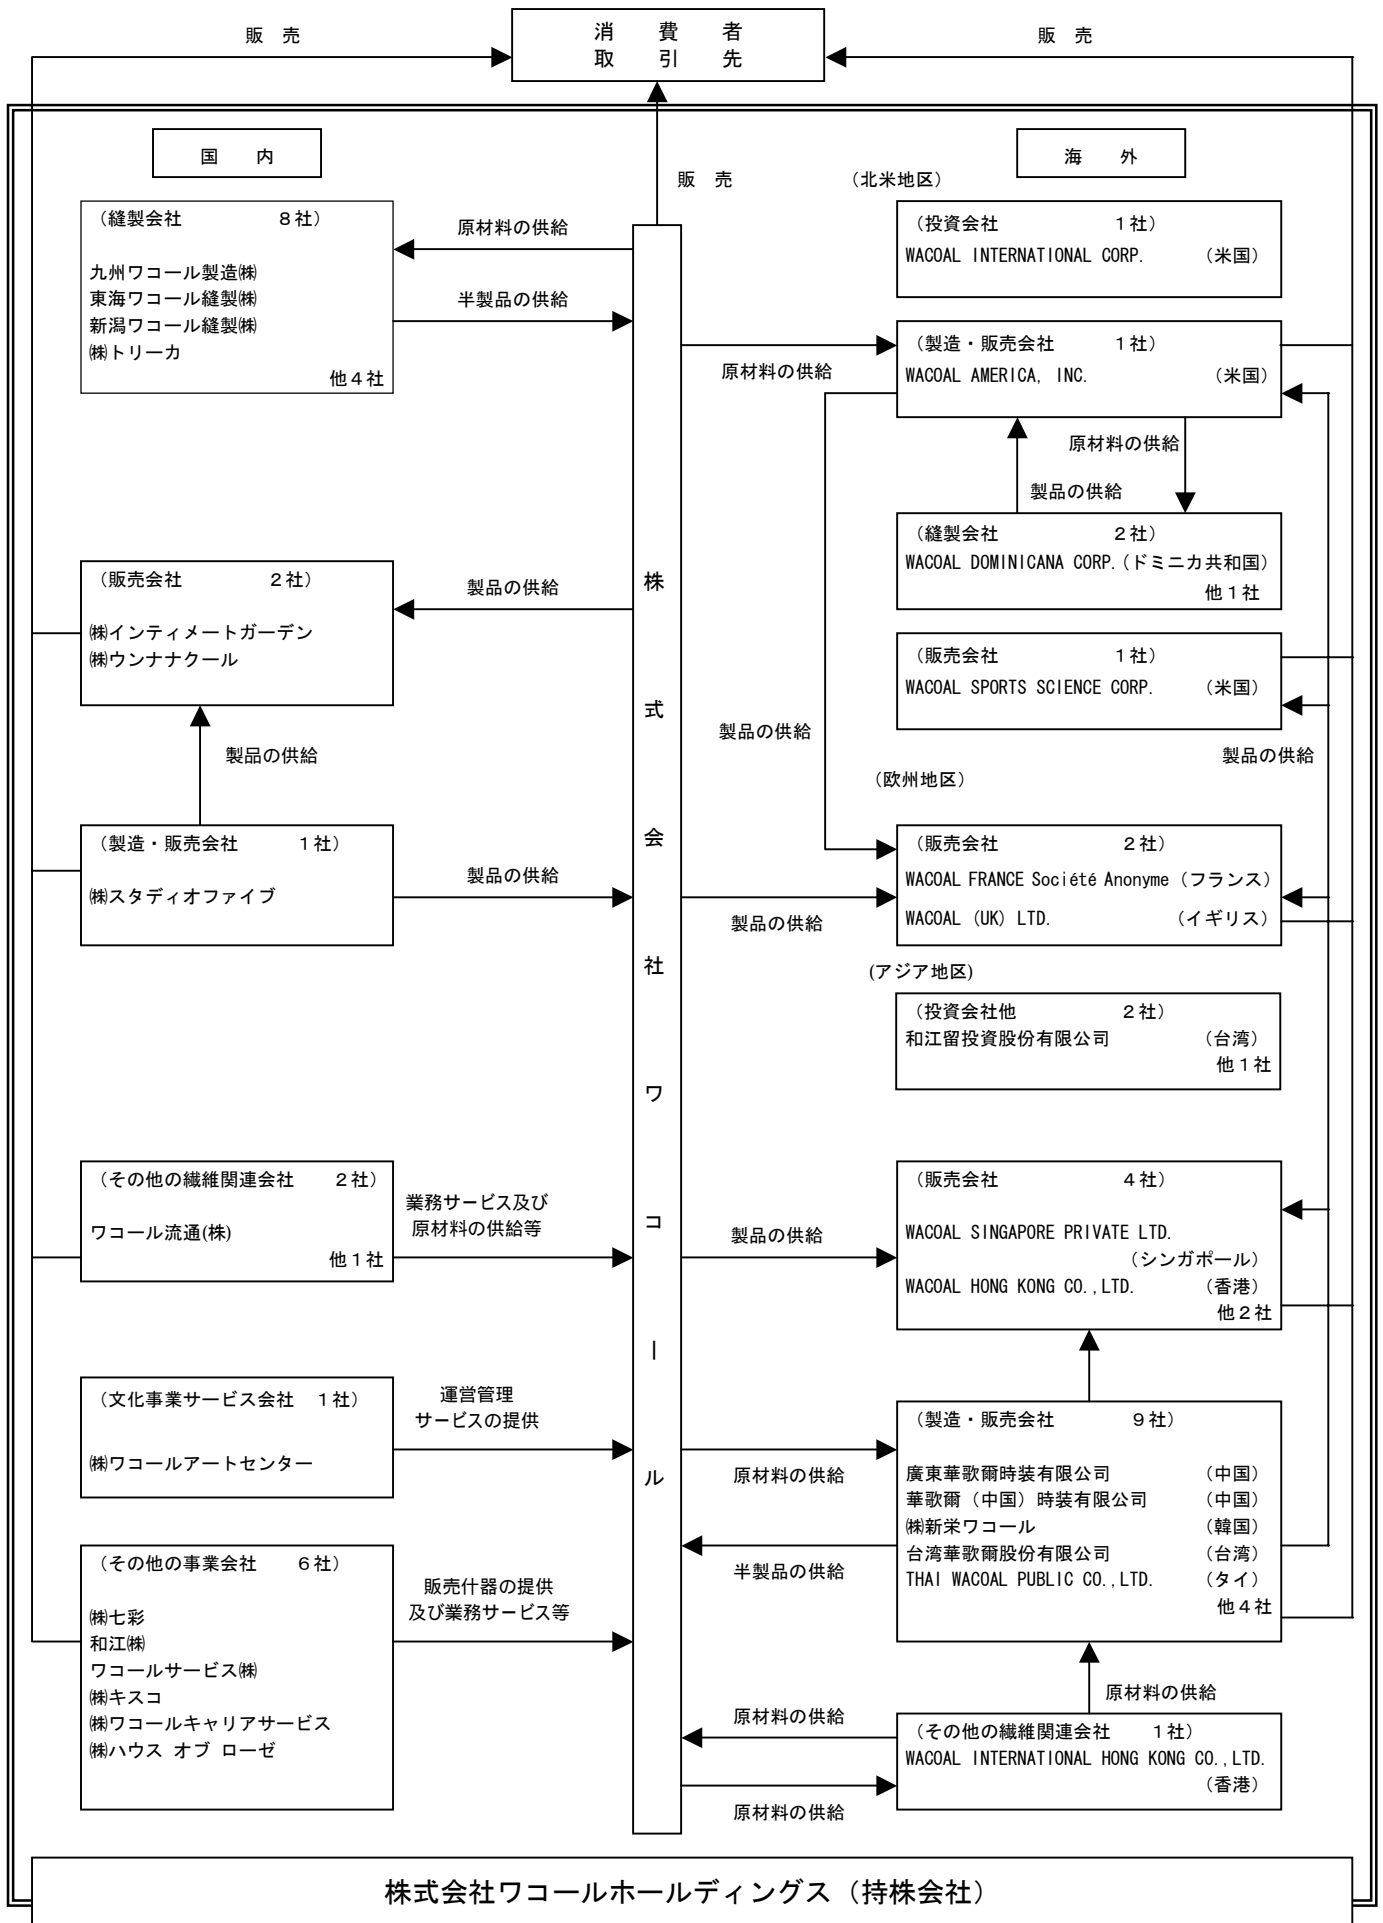 消　費　者
取　引　先
販　売
販　売
国　内
海　外
販　売
（縫製会社　８社）
九州ワコール製造㈱
東海ワコール縫製㈱
新潟ワコール縫製㈱
㈱トリーカ
他４社
原材料の供給
半製品の供給
（販売会社　２社）
㈱インティメートガーデン
㈱ウンナナクール
製品の供給
製品の供給
（製造・販売会社　１社）
㈱スタディオファイブ
製品の供給
（その他の繊維関連会社　２社）
ワコール流通(株)
他１社
業務サービス及び
原材料の供給等
（文化事業サービス会社　１社）
㈱ワコールアートセンター
運営管理
サービスの提供
（その他の事業会社　６社）
㈱七彩
和江㈱
ワコールサービス㈱
㈱キスコ
㈱ワコールキャリアサービス
㈱ハウス オブ ローゼ
販売什器の提供
及び業務サービス等
株式会社ワコール
（北米地区）
（投資会社　１社）
WACOAL INTERNATIONAL CORP.　（米国）
（製造・販売会社　１社）
WACOAL AMERICA, INC.　（米国）
原材料の供給
原材料の供給
製品の供給
（縫製会社　２社）
WACOAL DOMINICANA CORP.（ドミニカ共和国）
他１社
（販売会社　１社）
WACOAL SPORTS SCIENCE CORP.　（米国）
製品の供給
製品の供給
（欧州地区）
（販売会社　２社）
WACOAL FRANCE Société Anonyme（フランス）
WACOAL (UK) LTD.　（イギリス）
製品の供給
(アジア地区)
（投資会社他　２社）
和江留投資股份有限公司　（台湾）
他１社
（販売会社　４社）
WACOAL SINGAPORE PRIVATE LTD.
（シンガポール）
WACOAL HONG KONG CO.,LTD.　（香港）
他２社
製品の供給
（製造・販売会社　９社）
廣東華歌爾時装有限公司　（中国）
華歌爾（中国）時装有限公司　（中国）
㈱新栄ワコール　（韓国）
台湾華歌爾股份有限公司　（台湾）
THAI WACOAL PUBLIC CO.,LTD.　（タイ）
他４社
原材料の供給
半製品の供給
原材料の供給
（その他の繊維関連会社　１社）
WACOAL INTERNATIONAL HONG KONG CO.,LTD.
（香港）
原材料の供給
原材料の供給
株式会社ワコールホールディングス（持株会社）